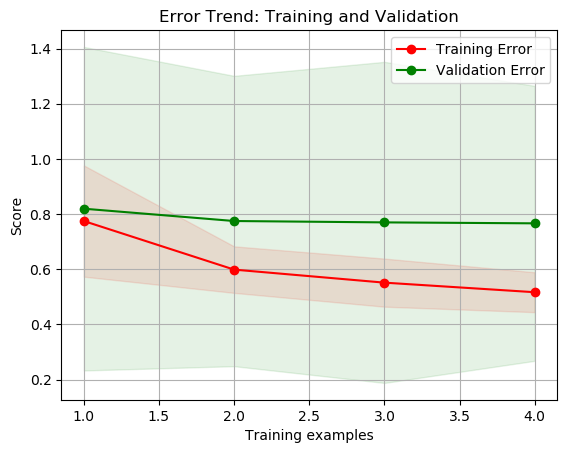 Error Trend: Training and Validation
Training Error
Validation Error
Score
1.4
1.2
1.0
0.8
0.6
0.4
0.2
1.0 1.5 2.0 2.5 3.0 3.5 4.0
Training examples